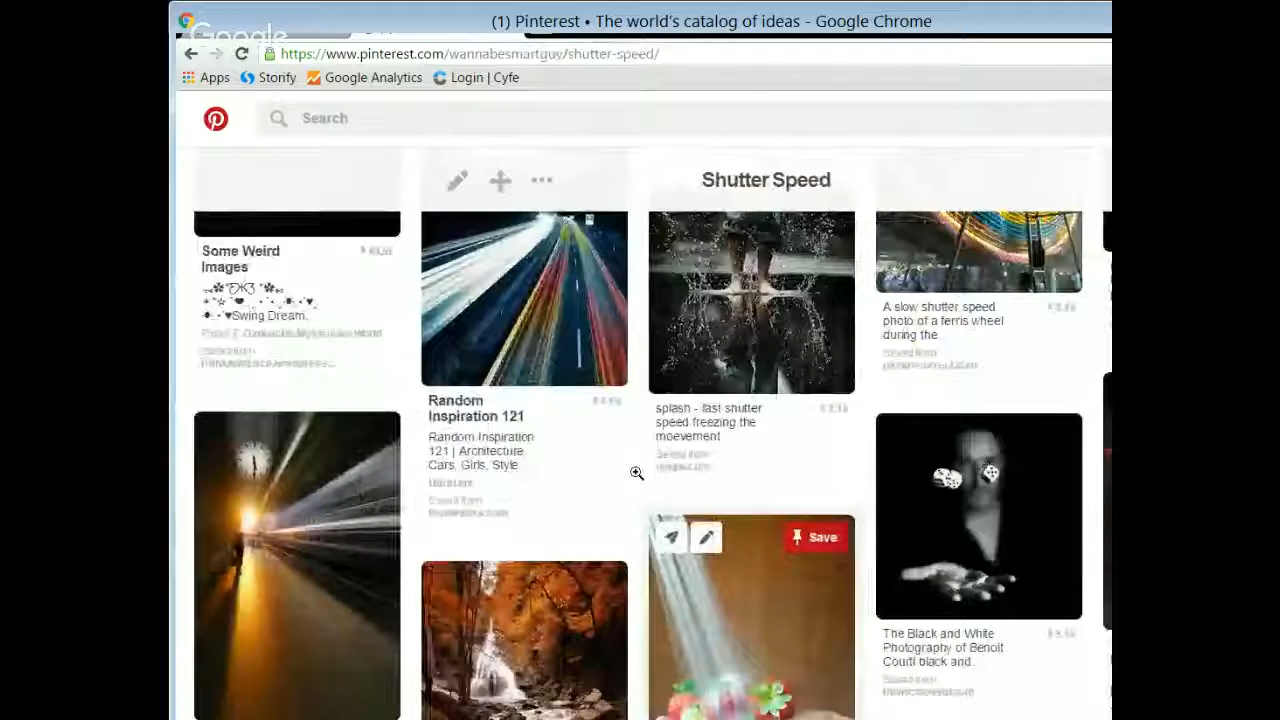 (1) Pinterest • The world's catalog of ideas - Google Chrome
Google
https://www.pinterest.com/wannabesmartguy/shutter-speed/
Apps Storify Google Analytics Login | Cyfe
Search
Shutter Speed
Some Weird
Images
Swing Dream.
Random
Inspiration 121
Random Inspiration
121 | Architecture
Cars, Girls, Style
splash - fast shutter
speed freezing the
moevement
Save
A slow shutter speed
photo of a ferris wheel
during the
The Black and White
Photography of Benoit
Courti black and.